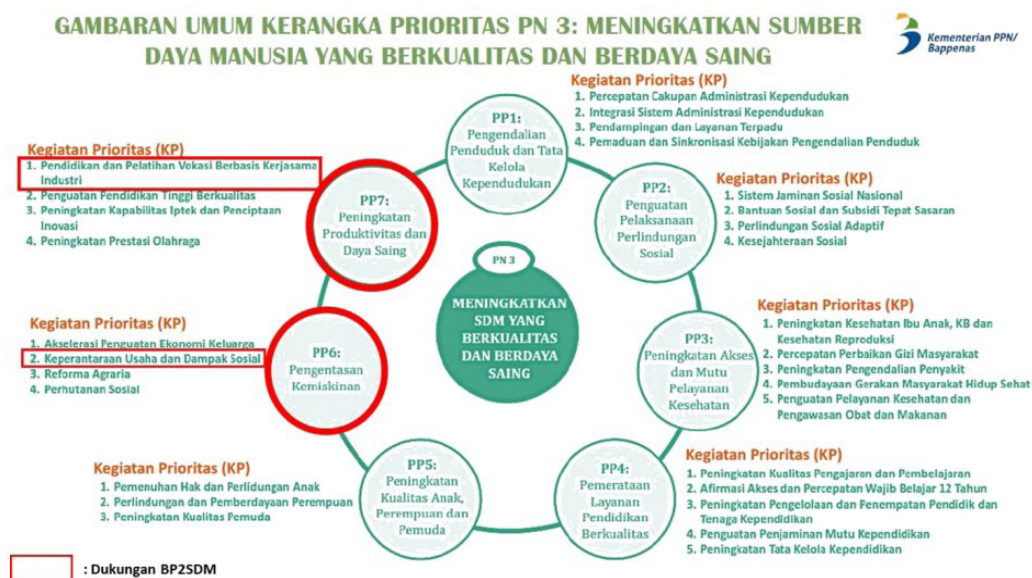 GAMBARAN UMUM KERANGKA PRIORITAS PN 3: MENINGKATKAN SUMBER
DAYA MANUSIA YANG BERKUALITAS DAN BERDAYA SAING
Kementerian PPN/
Bappenas
Kegiatan Prioritas (KP)
1. Percepatan Cakupan Administrasi Kependudukan
2. Integrasi Sistem Administrasi Kependudukan
3. Pendampingan dan Layanan Terpadu
4. Pemaduan dan Sinkronisasi Kebijakan Pengendalian Penduduk
PP1:
Pengendalian
Penduduk dan Tata
Kelola
Kependudukan
Kegiatan Prioritas (KP)
1. Sistem Jaminan Sosial Nasional
2. Bantuan Sosial dan Subsidi Tepat Sasaran
3. Perlindungan Sosial Adaptif
4. Kesejahteraan Sosial
PP2:
Penguatan
Pelaksanaan
Perlindungan
Sosial
Kegiatan Prioritas (KP)
1. Peningkatan Kesehatan Ibu Anak, KB dan
Kesehatan Reproduksi
2. Percepatan Perbaikan Gizi Masyarakat
3. Peningkatan Pengendalian Penyakit
4. Pembudayaan Gerakan Masyarakat Hidup Sehat
5. Penguatan Pelayanan Kesehatan dan
Pengawasan Obat dan Makanan
PP3:
Peningkatan Akses
dan Mutu
Pelayanan
Kesehatan
Kegiatan Prioritas (KP)
1. Peningkatan Kualitas Pengajaran dan Pembelajaran
2. Afirmasi Akses dan Percepatan Wajib Belajar 12 Tahun
3. Peningkatan Pengelolaan dan Penempatan Pendidik dan
Tenaga Kependidikan
4. Penguatan Penjaminan Mutu Kependidikan
5. Peningkatan Tata Kelola Kependidikan
PP4:
Pemerataan
Layanan
Pendidikan
Berkualitas
Kegiatan Prioritas (KP)
1. Pemenuhan Hak dan Perlidungan Anak
2. Perlindungan dan Pemberdayaan Perempuan
3. Peningkatan Kualitas Pemuda
PP5:
Peningkatan
Kualitas Anak,
Perempuan dan
Pemuda
Kegiatan Prioritas (KP)
1. Akselerasi Penguatan Ekonomi Keluarga
2. Keperantaraan Usaha dan Dampak Sosial
3. Reforma Agraria
4. Perhutanan Sosial
PP6:
Pengentasan
Kemiskinan
Kegiatan Prioritas (KP)
1. Pendidikan dan Pelatihan Vokasi Berbasis Kerjasama
Industri
2. Penguatan Pendidikan Tinggi Berkualitas
3. Peningkatan Kapabilitas Iptek dan Penciptaan
Inovasi
4. Peningkatan Prestasi Olahraga
PP7:
Peningkatan
Produktivitas dan
Daya Saing
PN 3
MENINGKATKAN
SDM YANG
BERKUALITAS
DAN BERDAYA
SAING
: Dukungan BP2SDM